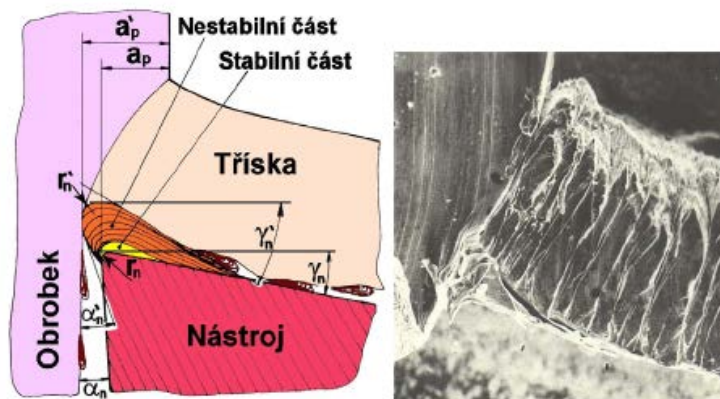 a`p
ap
Nestabilní část
Stabilní část
Tříska
r`n
γ`n
rn
γn
Obrobek
α`n
Nástroj
αn